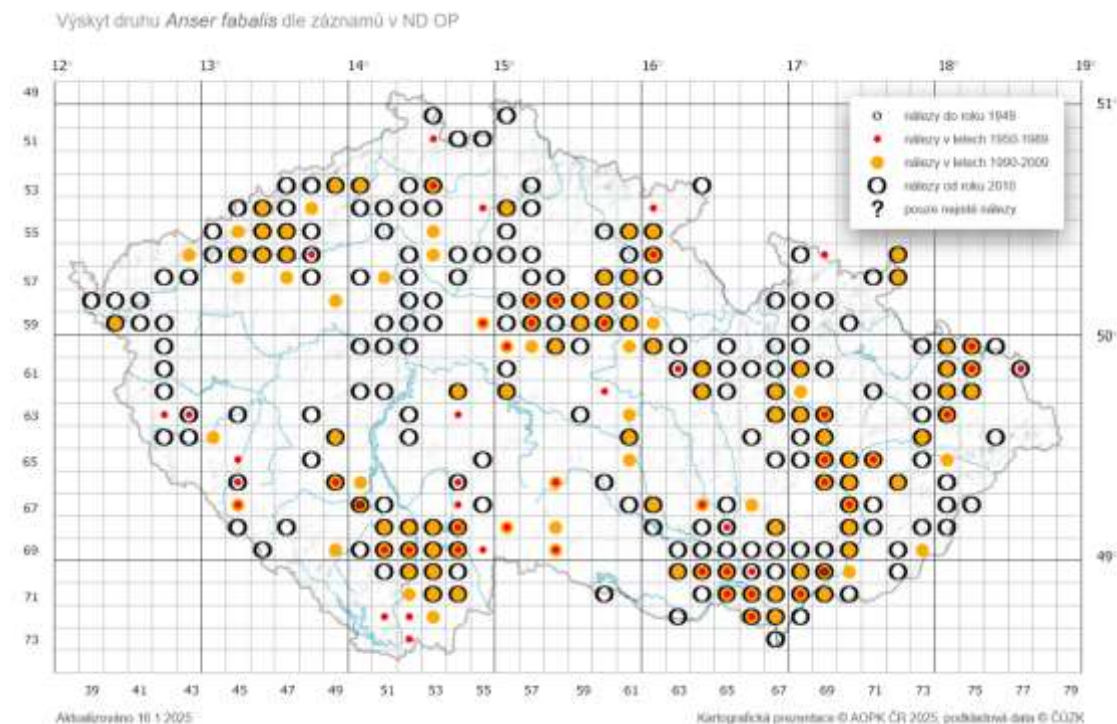 Výskyt druhu Anser fabalis dle záznamů v ND OP
12° 13° 14° 15° 16° 17° 18° 19°
49 51°
51
53
55
57
59 50°
61
63
65
67
69 49°
71
73
nálezy do roku 1949
nálezy v letech 1950-1989
nálezy v letech 1990-2009
nálezy od roku 2010
? pouze nejisté nálezy
39 41 43 45 47 49 51 53 55 57 59 61 63 65 67 69 71 73 75 77 79
Aktualizováno 16.1.2025 Kartografická prezentace © AOPK ČR 2025, podkladová data © ČÚZK